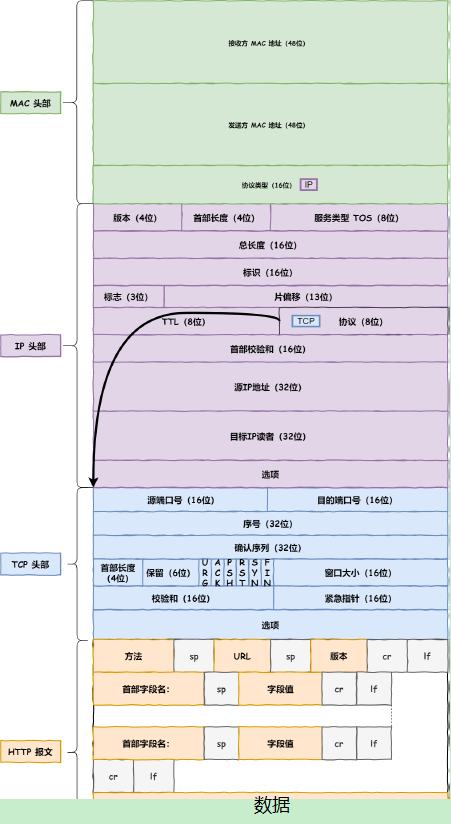 接收方 MAC 地址（48位）
MAC 头部
发送方 MAC 地址（48位）
协议类型（16位） IP
版本（4位） 首部长度（4位） 服务类型 TOS（8位）
总长度（16位）
标识（16位）
标志（3位） 片偏移（13位）
TTL（8位） TCP 协议（8位）
IP 头部
首部校验和（16位）
源IP地址（32位）
目标IP读者（32位）
选项
源端口号（16位） 目的端口号（16位）
序号（32位）
确认序列（32位）
TCP 头部
首部长度（4位） 保留（6位） URG ACK PSH RST SYN FIN 窗口大小（16位）
校验和（16位） 紧急指针（16位）
选项
方法 sp URL sp 版本 cr lf
首部字段名： sp 字段值 cr lf
HTTP 报文
首部字段名： sp 字段值 cr lf
cr lf
数据